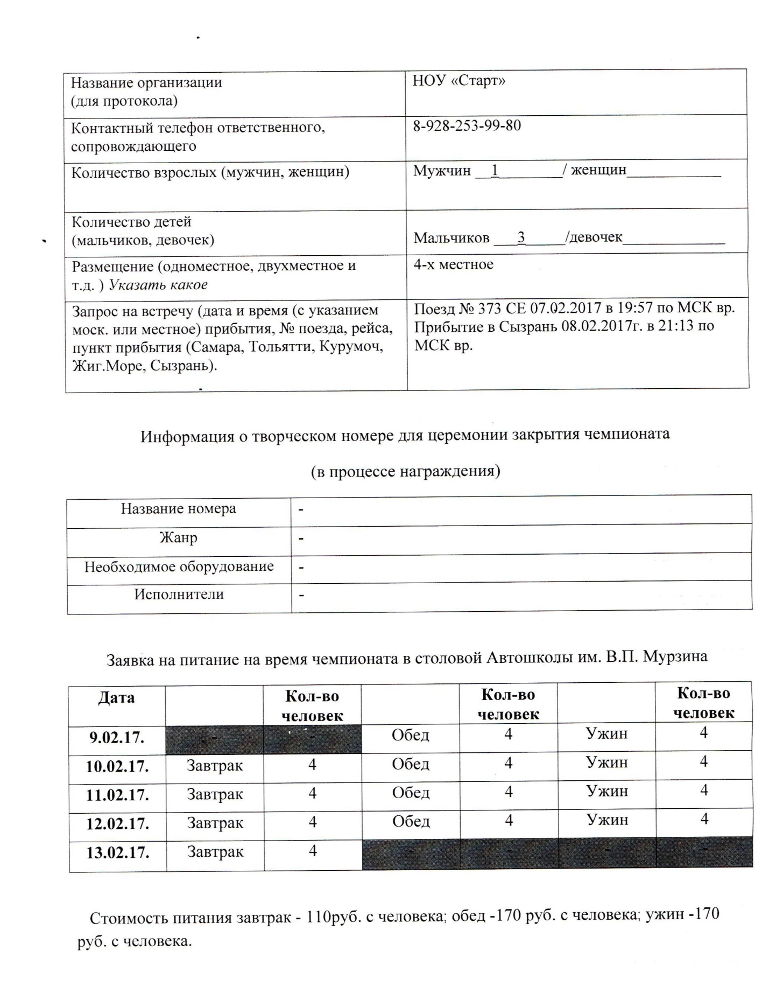 Название организации
(для протокола)
НОУ «Старт»
Контактный телефон ответственного,
сопровождающего
8-928-253-99-80
Количество взрослых (мужчин, женщин)
Мужчин __1________/ женщин____________
Количество детей
(мальчиков, девочек)
Мальчиков ___3_____/девочек_____________
Размещение (одноместное, двухместное и
т.д. ) Указать какое
4-х местное
Запрос на встречу (дата и время (с указанием
моск. или местное) прибытия, № поезда, рейса,
пункт прибытия (Самара, Тольятти, Курумоч,
Жиг.Море, Сызрань).
Поезд № 373 СЕ 07.02.2017 в 19:57 по МСК вр.
Прибытие в Сызрань 08.02.2017г. в 21:13 по
МСК вр.
Информация о творческом номере для церемонии закрытия чемпионата
(в процессе награждения)
Название номера -
Жанр -
Необходимое оборудование -
Исполнители -
Заявка на питание на время чемпионата в столовой Автошколы им. В.П. Мурзина
Дата Кол-во человек Кол-во человек Кол-во человек
9.02.17. - - Обед 4 Ужин 4
10.02.17. Завтрак 4 Обед 4 Ужин 4
11.02.17. Завтрак 4 Обед 4 Ужин 4
12.02.17. Завтрак 4 Обед 4 Ужин 4
13.02.17. Завтрак 4 - - - -
Стоимость питания завтрак - 110руб. с человека; обед -170 руб. с человека; ужин -170
руб. с человека.